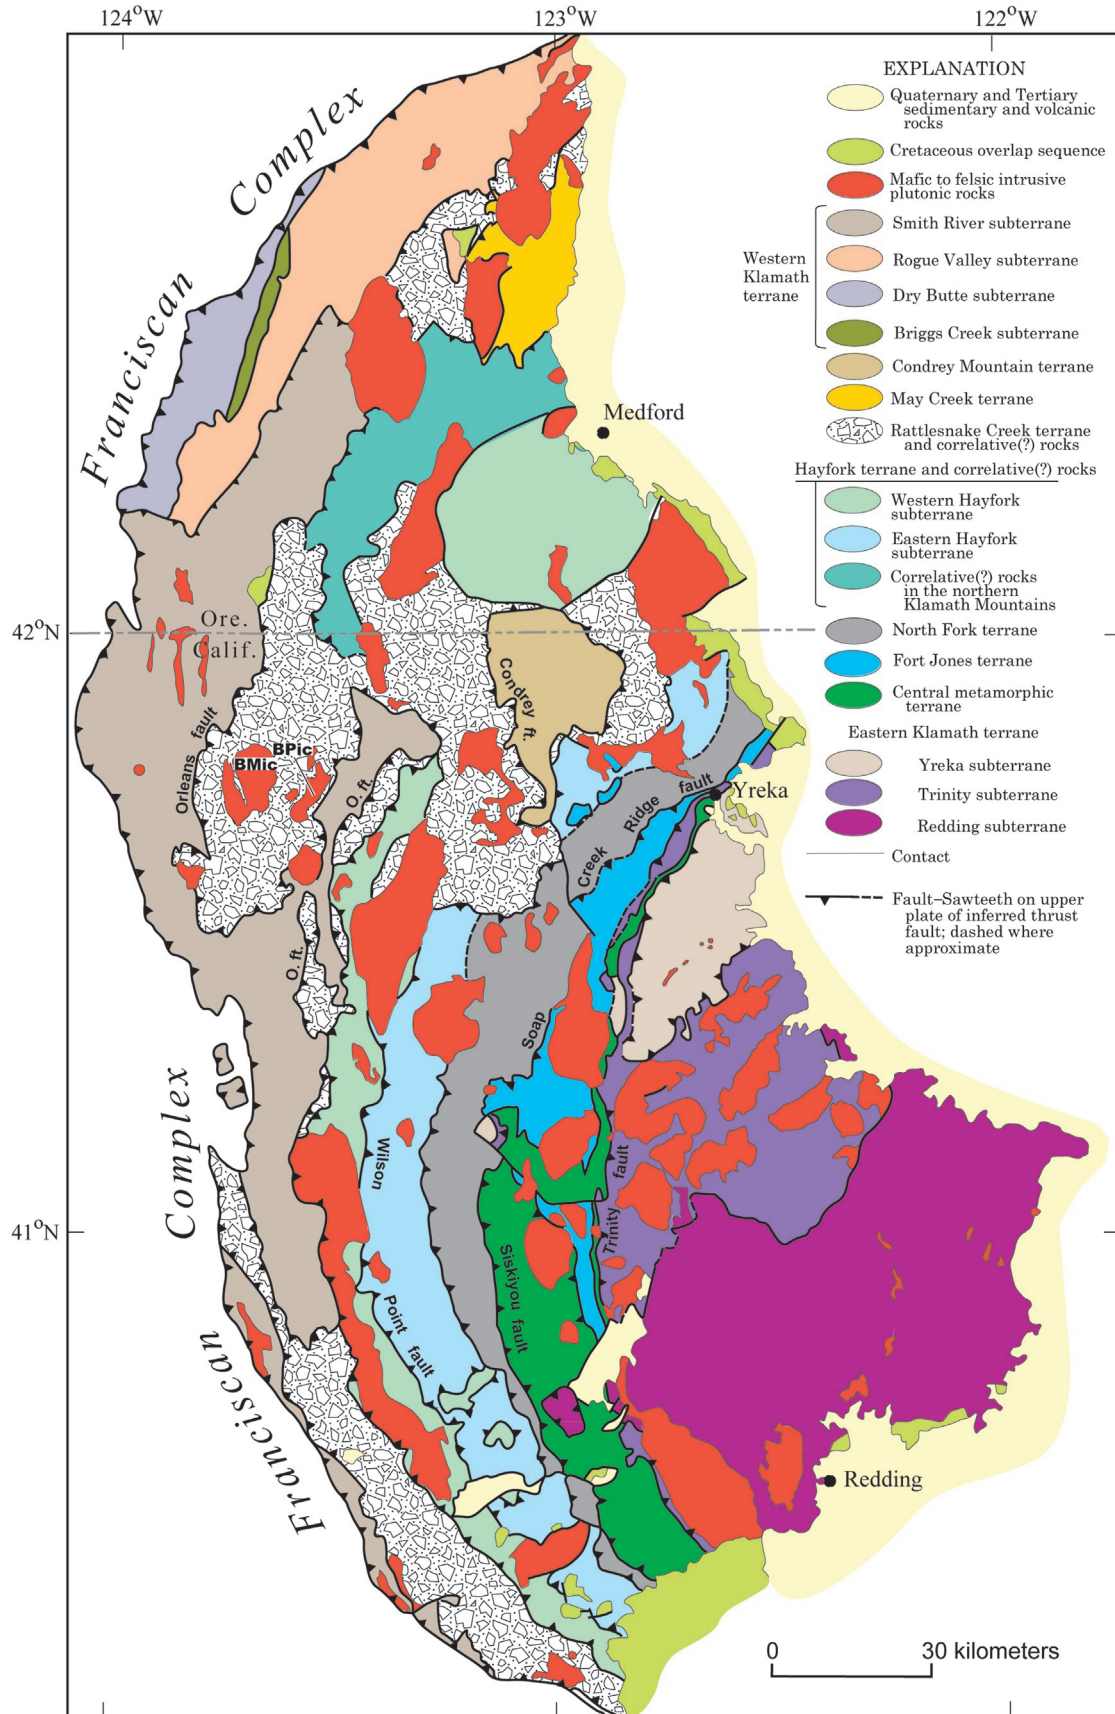 124°W
123°W
122°W
EXPLANATION
Quaternary and Tertiary
sedimentary and volcanic
rocks
Cretaceous overlap sequence
Mafic to felsic intrusive
plutonic rocks
Western
Klamath
terrane
Smith River subterrane
Rogue Valley subterrane
Dry Butte subterrane
Briggs Creek subterrane
Condrey Mountain terrane
May Creek terrane
Rattlesnake Creek terrane
and correlative(?) rocks
Hayfork terrane and correlative(?) rocks
Western Hayfork
subterrane
Eastern Hayfork
subterrane
Correlative(?) rocks
in the northern
Klamath Mountains
North Fork terrane
Fort Jones terrane
Central metamorphic
terrane
Eastern Klamath terrane
Yreka subterrane
Trinity subterrane
Redding subterrane
Contact
Fault–Sawteeth on upper
plate of inferred thrust
fault; dashed where
approximate
Franciscan Complex
Medford
42°N
Ore.
Calif.
Condrey ft.
Orleans fault
BPic
BMic
O. ft.
Yreka
Soap Creek Ridge fault
O. ft.
Franciscan Complex
Wilson Point fault
Trinity fault
41°N
Siskiyou fault
Redding
0 30 kilometers